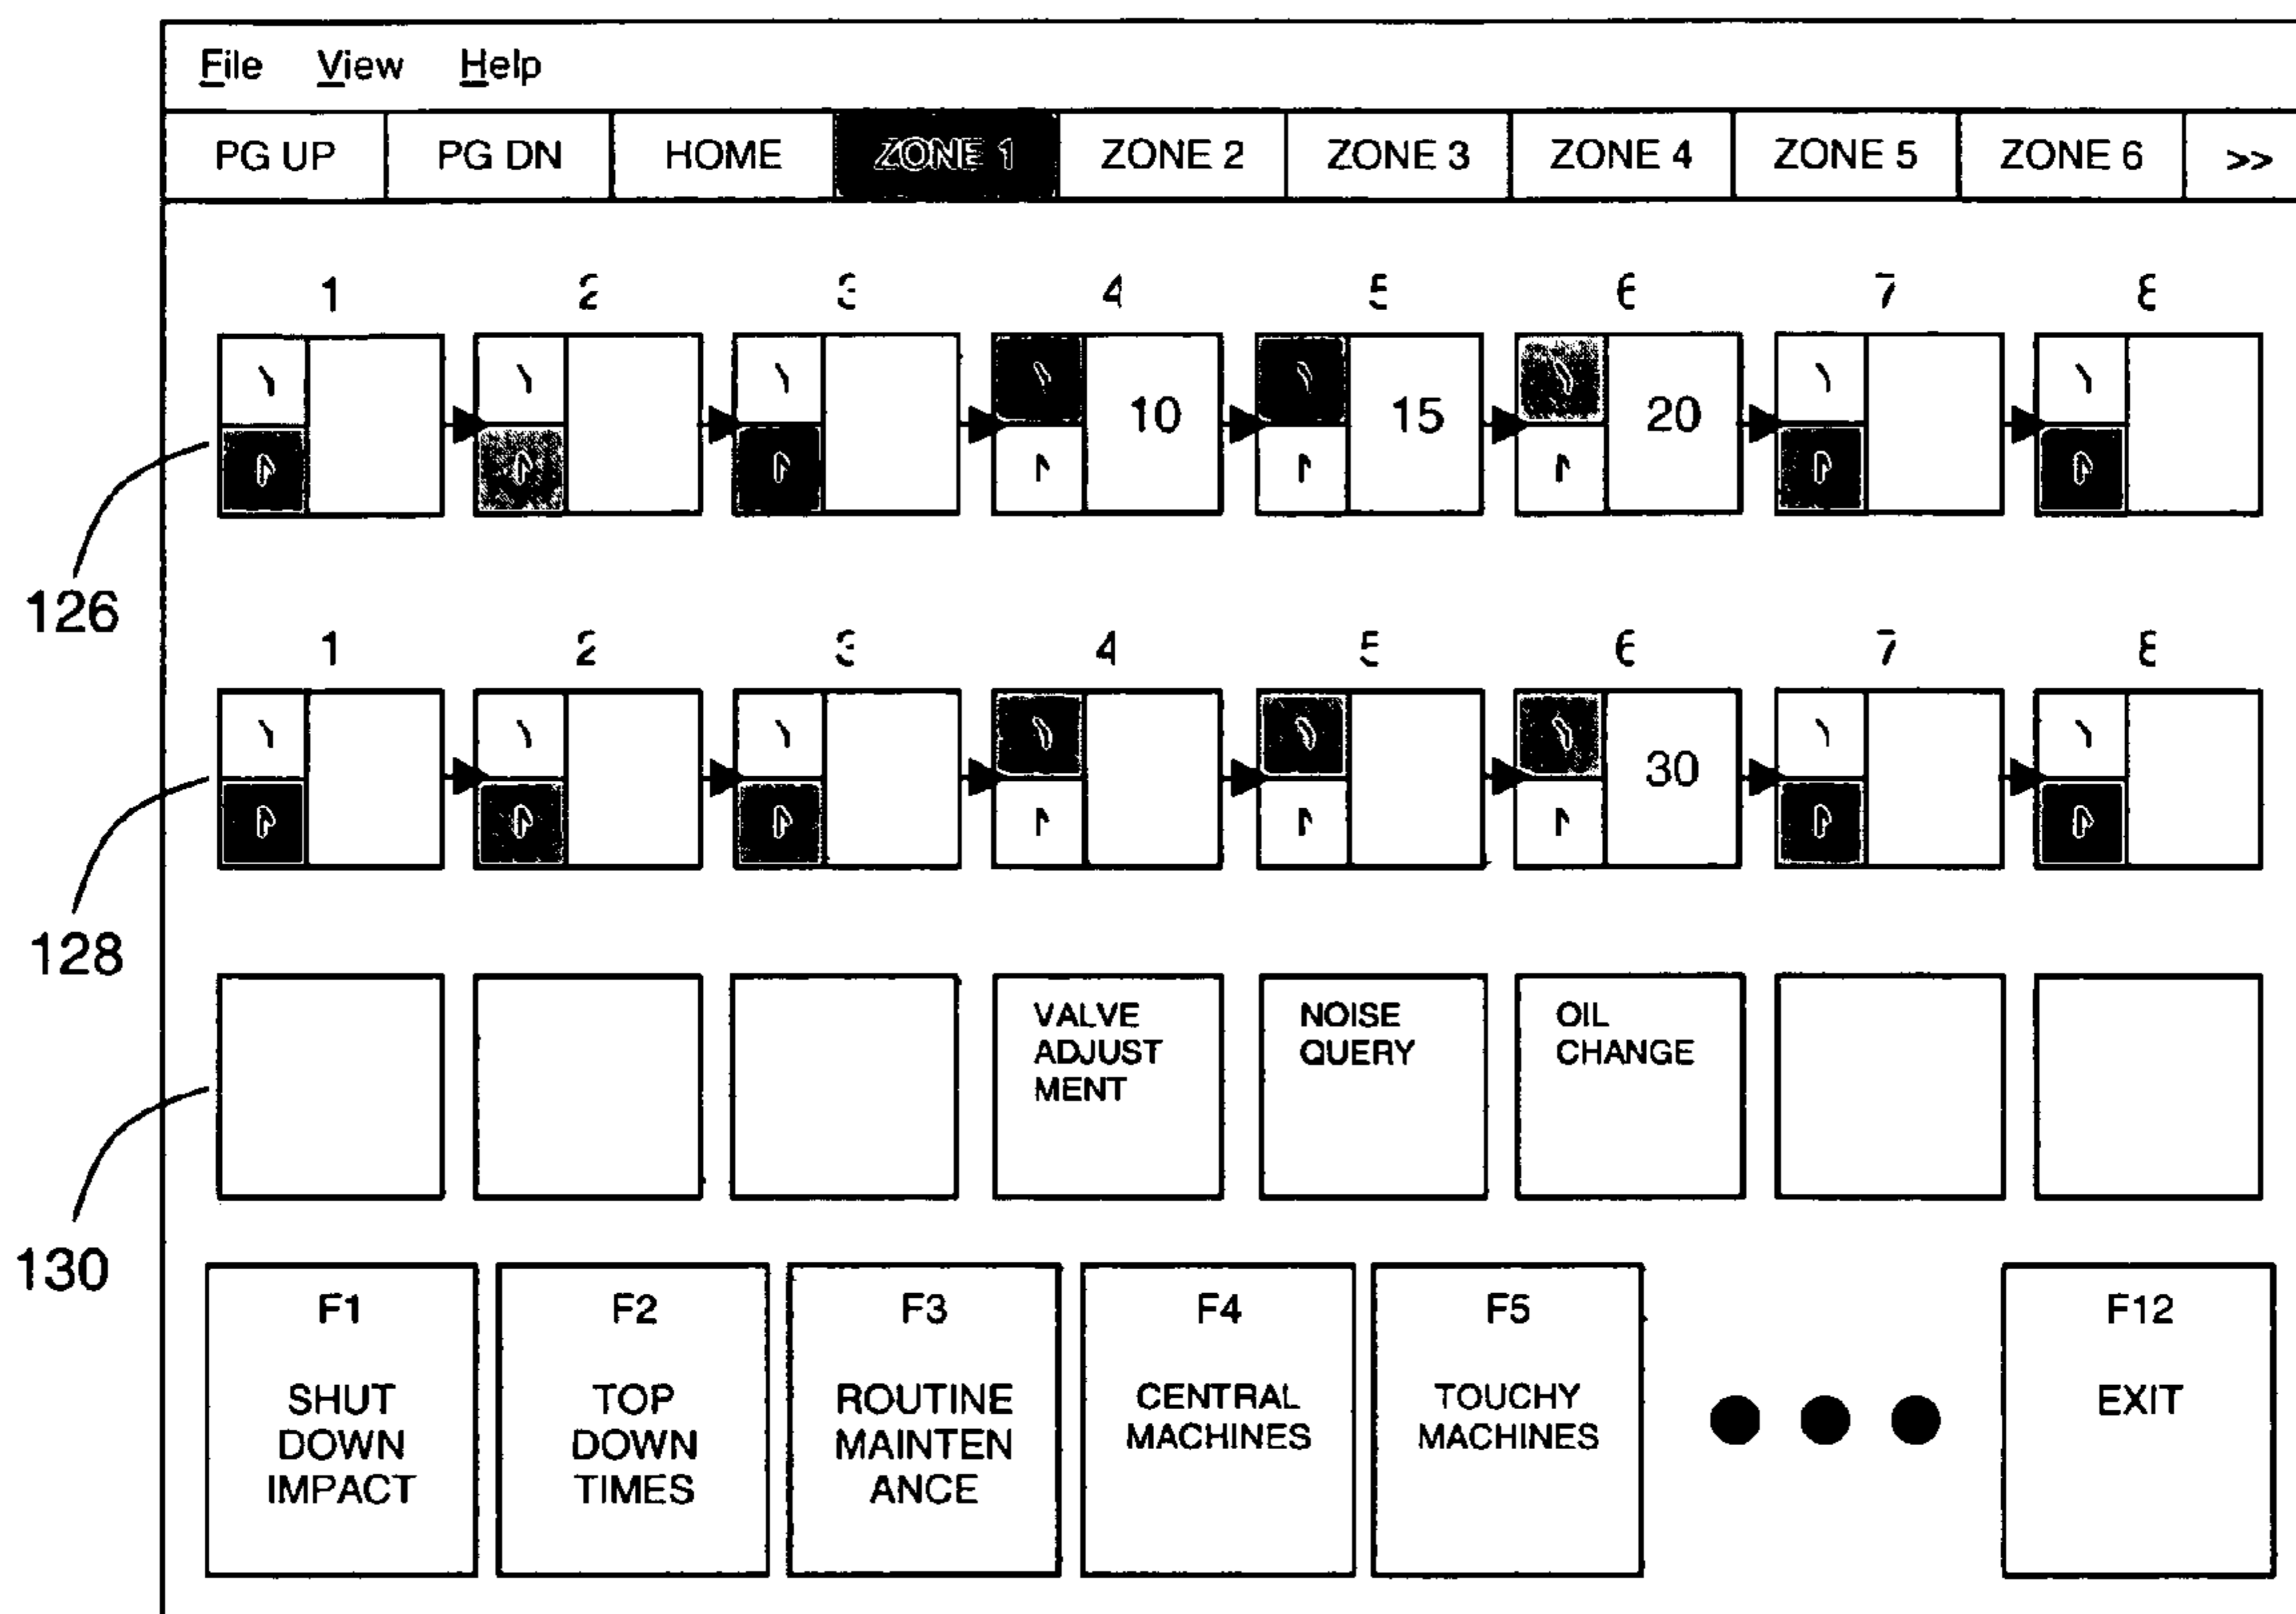 File View Help
PG UP PG DN HOME ZONE 1 ZONE 2 ZONE 3 ZONE 4 ZONE 5 ZONE 6 >>
1 2 3 4 5 6 7 8
10 15 20
126
1 2 3 4 5 6 7 8
30
128
VALVE
ADJUST
MENT
NOISE
QUERY
OIL
CHANGE
130
F1
SHUT
DOWN
IMPACT
F2
TOP
DOWN
TIMES
F3
ROUTINE
MAINTEN
ANCE
F4
CENTRAL
MACHINES
F5
TOUCHY
MACHINES
F12
EXIT